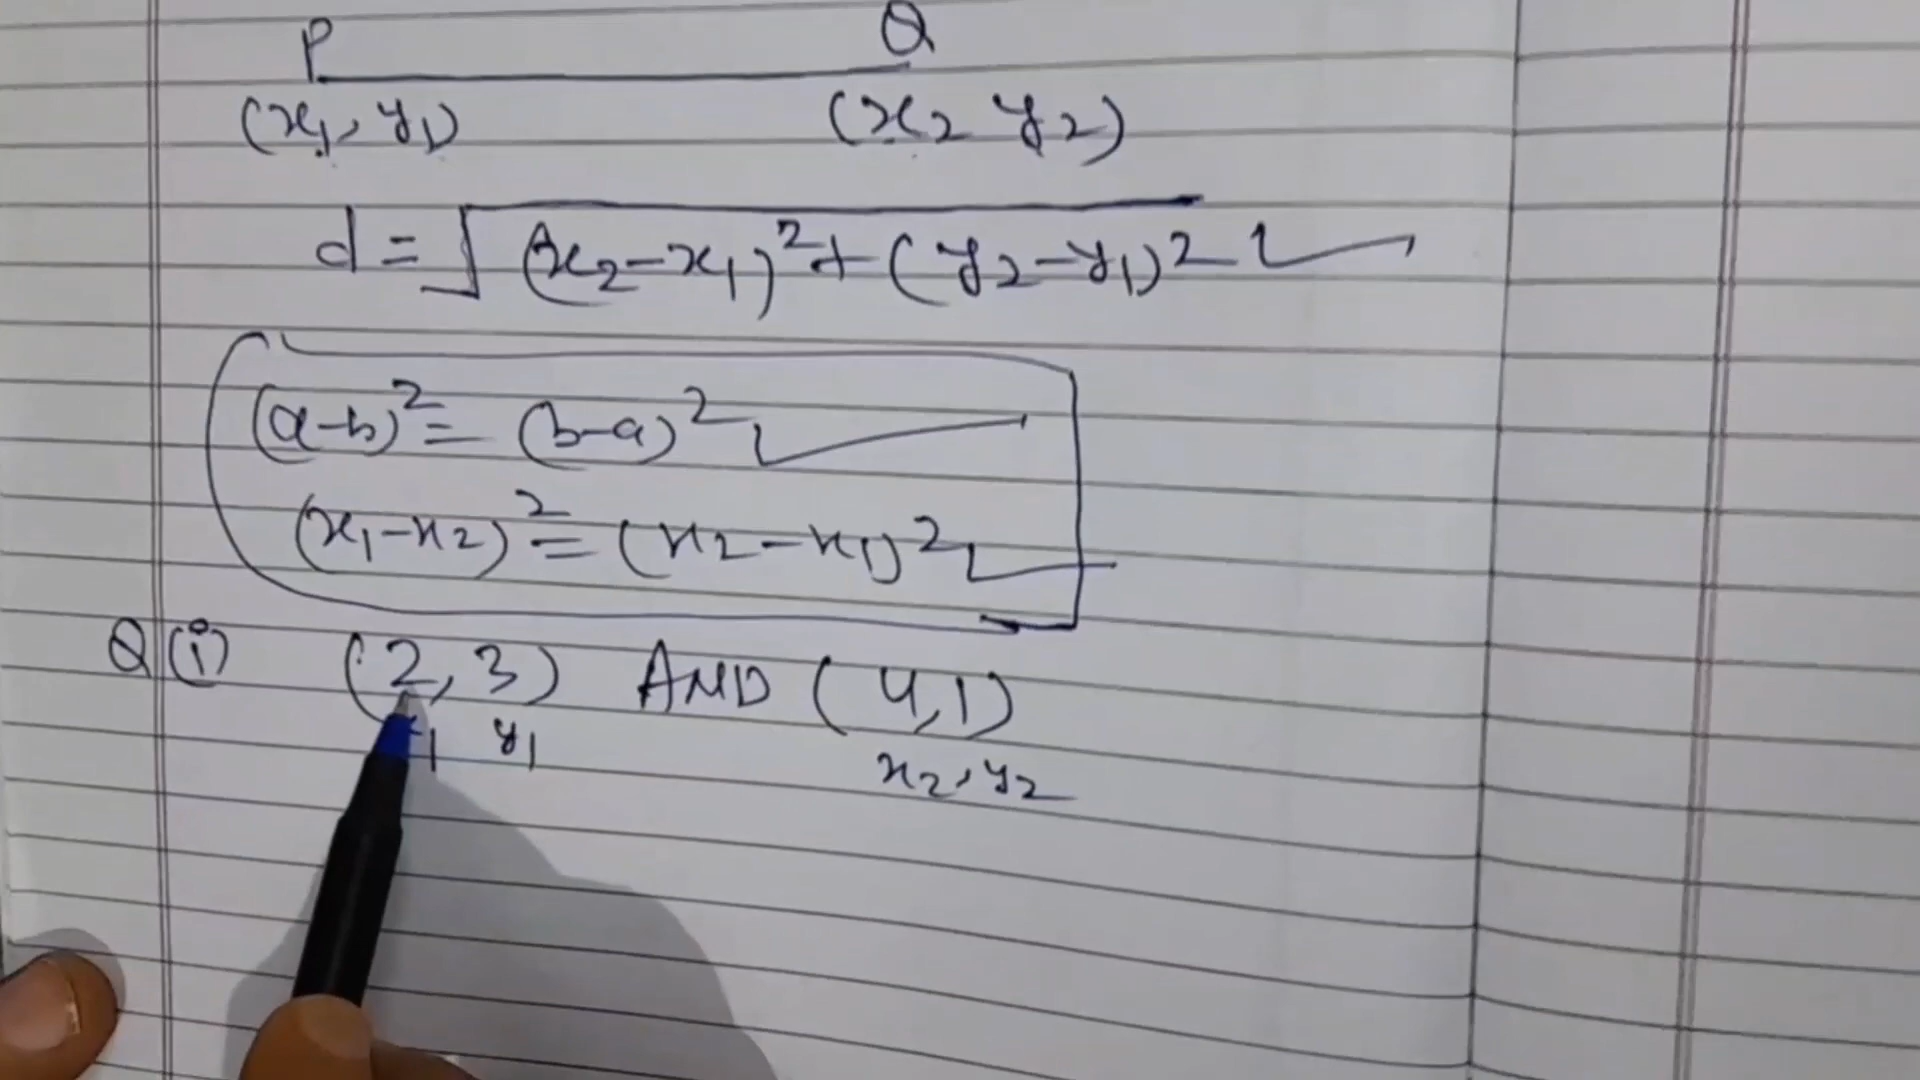 P Q
(x₁, y₁) (x₂ y₂)
d = √(x₂-x₁)²+(y₂-y₁)²
(a-b)² = (b-a)²
(x₁-x₂)² = (x₂-x₁)²
Q (i) (2, 3) AND (4, 1)
x₁ y₁ x₂, y₂